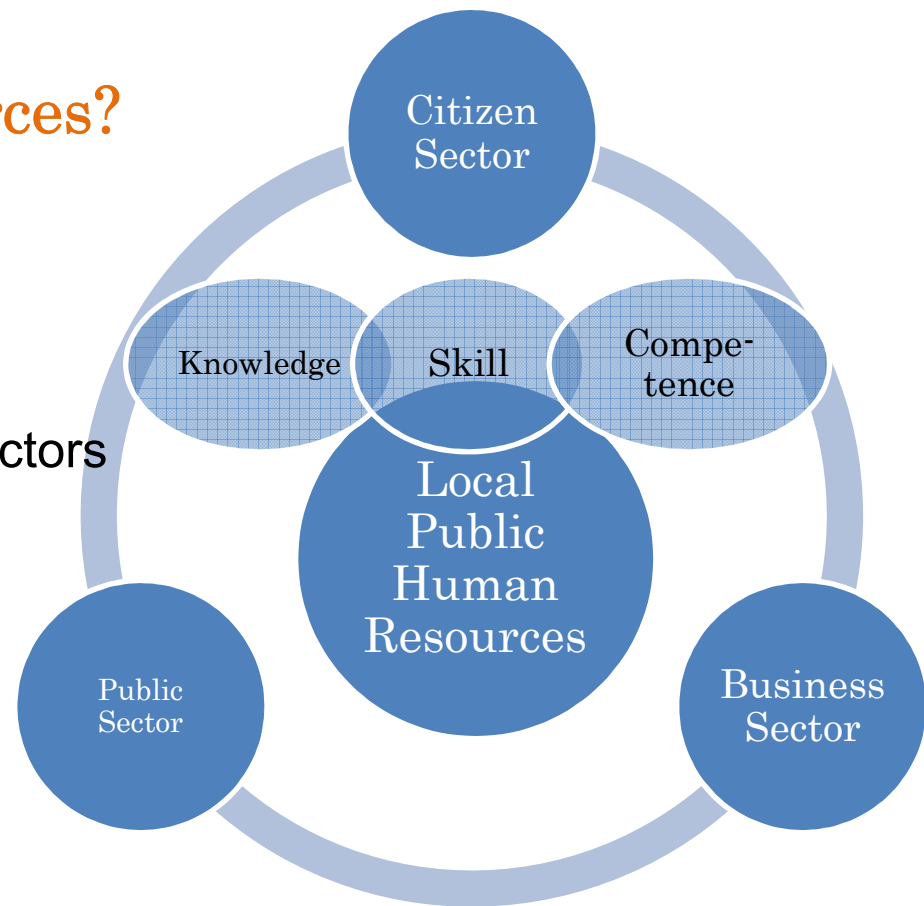 rces?
Citizen
Sector
Knowledge
Skill
Compe-
tence
ctors
Local
Public
Human
Resources
Public
Sector
Business
Sector